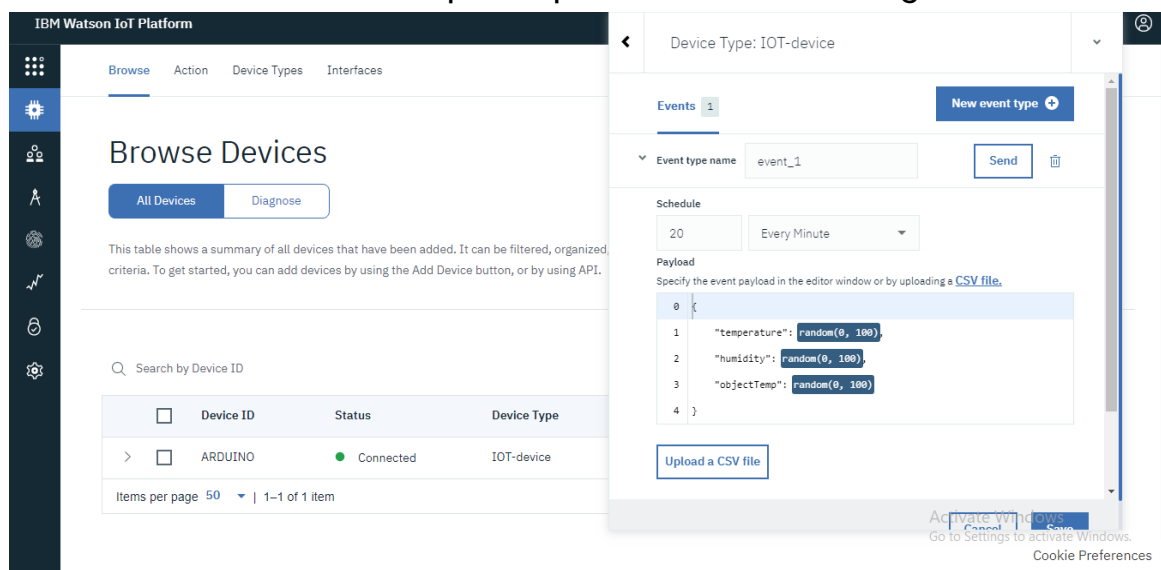 IBM Watson IoT Platform
Browse Action Device Types Interfaces
Browse Devices
All Devices Diagnose
This table shows a summary of all devices that have been added. It can be filtered, organized,
criteria. To get started, you can add devices by using the Add Device button, or by using API.
Search by Device ID
Device ID Status Device Type
ARDUINO Connected IOT-device
Items per page 50 | 1–1 of 1 item
Device Type: IOT-device
Events 1
New event type
Event type name event_1 Send
Schedule
20 Every Minute
Payload
Specify the event payload in the editor window or by uploading a CSV file.
0 {
1 "temperature": random(0, 100),
2 "humidity": random(0, 100),
3 "objectTemp": random(0, 100)
4 }
Upload a CSV file
Cancel Save
Activate Windows
Go to Settings to activate Windows.
Cookie Preferences